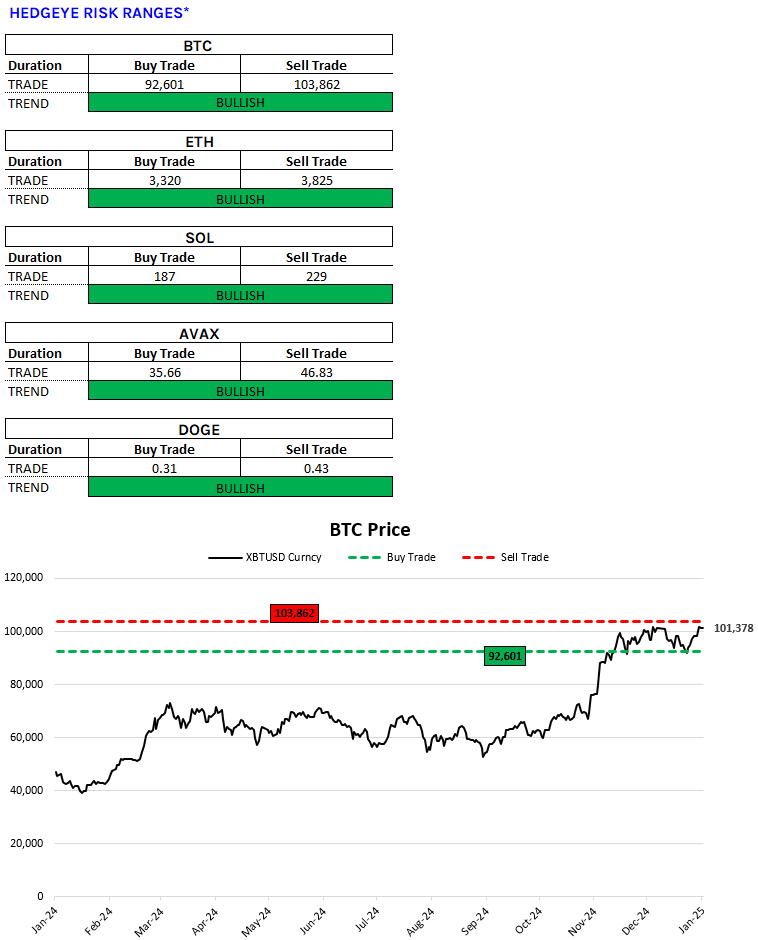 HEDGEYE RISK RANGES*
BTC
Duration Buy Trade Sell Trade
TRADE 92,601 103,862
TREND BULLISH
ETH
Duration Buy Trade Sell Trade
TRADE 3,320 3,825
TREND BULLISH
SOL
Duration Buy Trade Sell Trade
TRADE 187 229
TREND BULLISH
AVAX
Duration Buy Trade Sell Trade
TRADE 35.66 46.83
TREND BULLISH
DOGE
Duration Buy Trade Sell Trade
TRADE 0.31 0.43
TREND BULLISH
BTC Price
XBTUSD Curncy Buy Trade Sell Trade
120,000
103,862
100,000
101,378
92,601
80,000
60,000
40,000
20,000
0
Jan-24 Feb-24 Mar-24 Apr-24 May-24 Jun-24 Jul-24 Aug-24 Sep-24 Oct-24 Nov-24 Dec-24 Jan-25